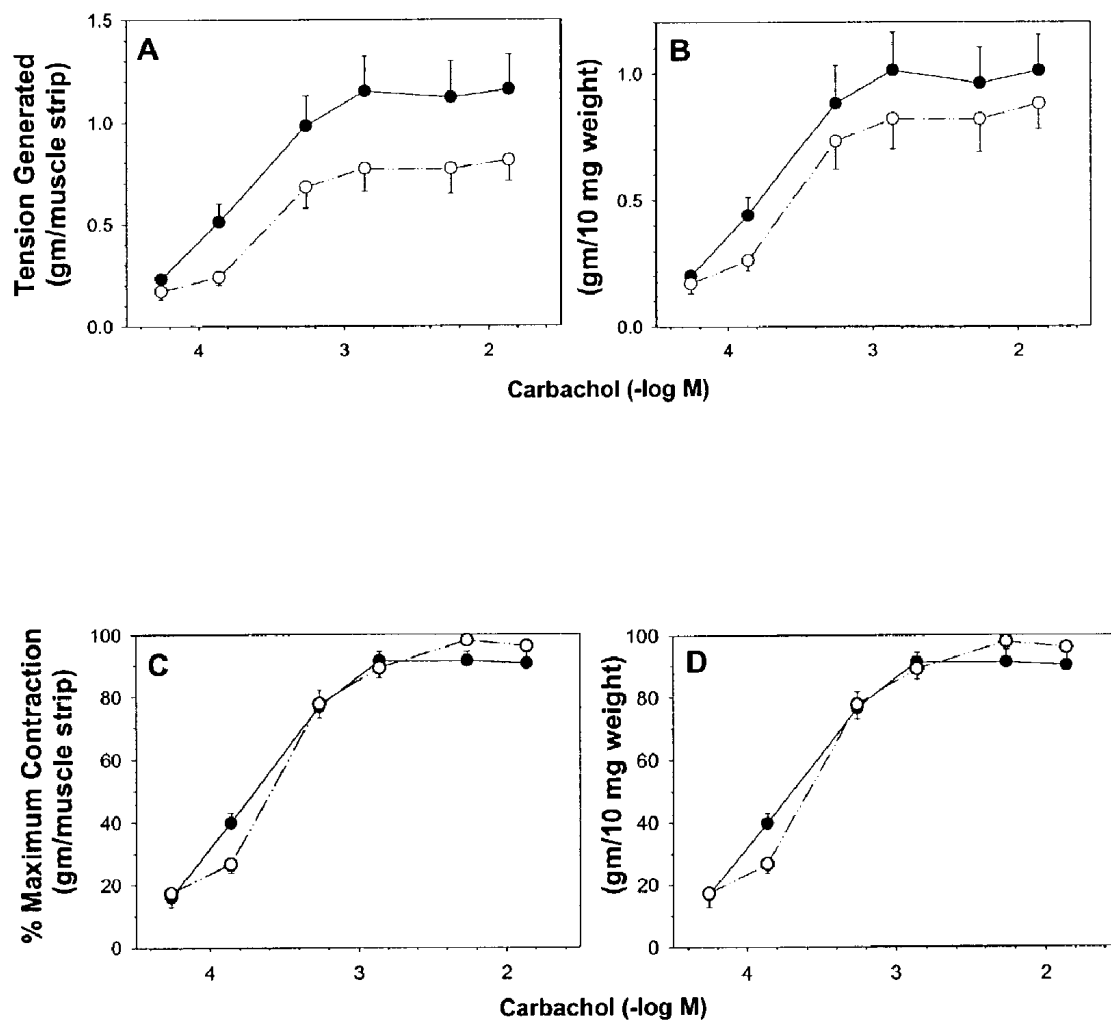 A
Tension Generated
(gm/muscle strip)
1.5
1.0
0.5
0.0
4 3 2
B
(gm/10 mg weight)
1.0
0.5
0.0
4 3 2
Carbachol (-log M)
C
% Maximum Contraction
(gm/muscle strip)
100
80
60
40
20
0
4 3 2
D
(gm/10 mg weight)
100
80
60
40
20
0
4 3 2
Carbachol (-log M)